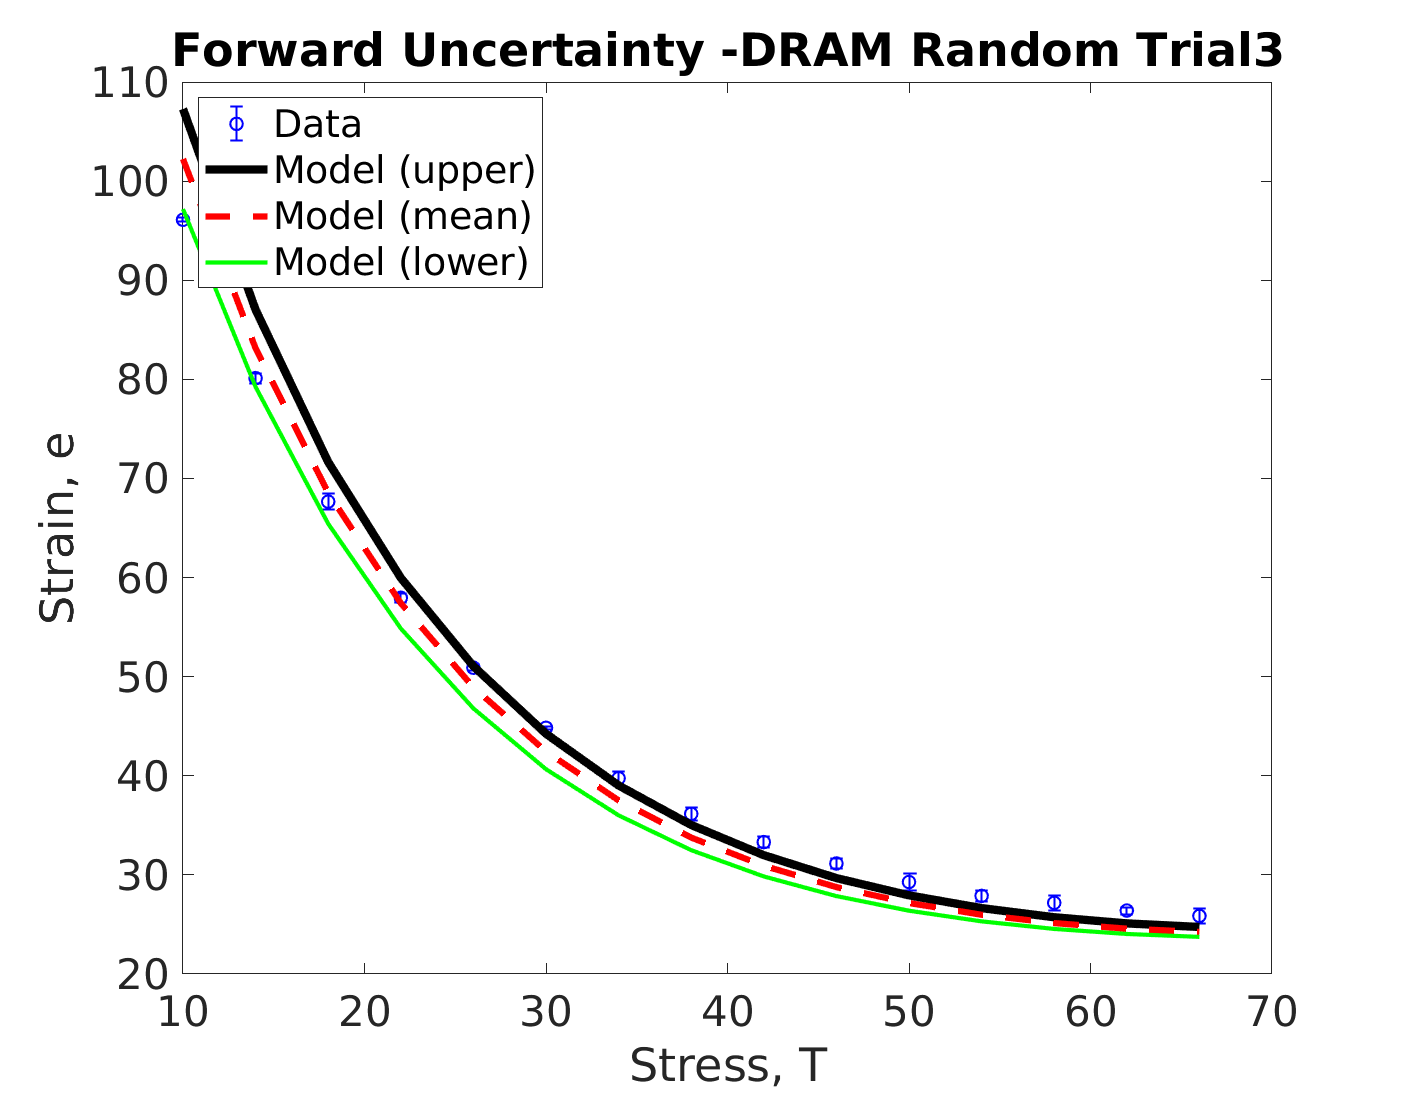 Forward Uncertainty -DRAM Random Trial3
110
100
90
80
70
60
50
40
30
20
Strain, e
Data
Model (upper)
Model (mean)
Model (lower)
10 20 30 40 50 60 70
Stress, T